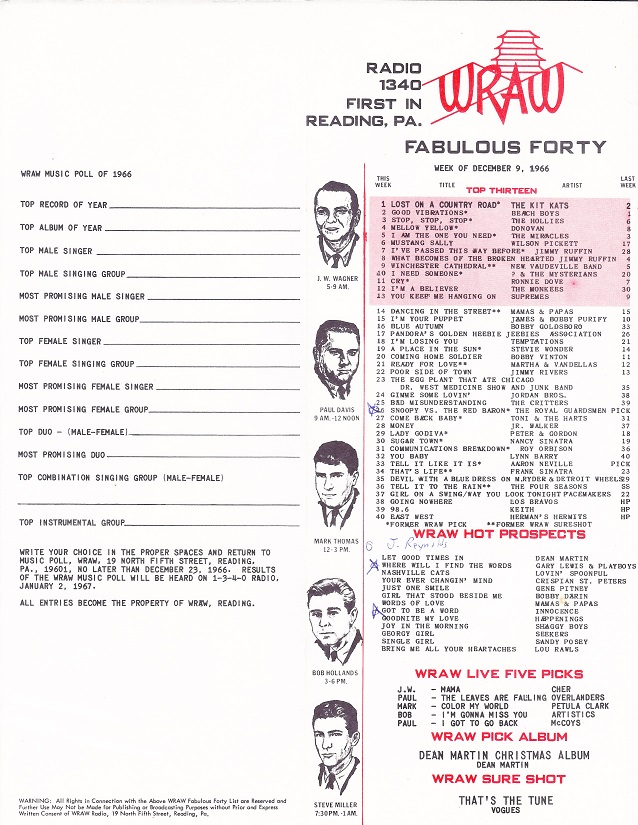 RADIO
1340
FIRST IN
READING, PA.
WRAW
FABULOUS FORTY
WEEK OF DECEMBER 9, 1966
THIS WEEK TITLE ARTIST LAST WEEK
TOP THIRTEEN
1 LOST ON A COUNTRY ROAD* THE KIT KATS 2
2 GOOD VIBRATIONS* BEACH BOYS 1
3 STOP, STOP, STOP* THE HOLLIES 6
4 MELLOW YELLOW* DONOVAN 8
5 I AM THE ONE YOU NEED* THE MIRACLES 3
6 MUSTANG SALLY WILSON PICKETT 17
7 I'VE PASSED THIS WAY BEFORE* JIMMY RUFFIN 28
8 WHAT BECOMES OF THE BROKEN HEARTED JIMMY RUFFIN 4
9 WINCHESTER CATHEDRAL** NEW VAUDEVILLE BAND 5
10 I NEED SOMEONE* ? & THE MYSTERIANS 20
11 CRY* RONNIE DOVE 7
12 I'M A BELIEVER THE MONKEES 30
13 YOU KEEP ME HANGING ON SUPREMES 9
14 DANCING IN THE STREET** MAMAS & PAPAS 15
15 I'M YOUR PUPPET JAMES & BOBBY PURIFY 10
16 BLUE AUTUMN BOBBY GOLDSBORO 33
17 PANDORA'S GOLDEN HEEBIE JEEBIES ASSOCIATION 26
18 I'M LOSING YOU TEMPTATIONS 21
19 A PLACE IN THE SUN* STEVIE WONDER 14
20 COMING HOME SOLDIER BOBBY VINTON 11
21 READY FOR LOVE** MARTHA & VANDELLAS 12
22 POOR SIDE OF TOWN JIMMY RIVERS 13
23 THE EGG PLANT THAT ATE CHICAGO
DR. WEST MEDICINE SHOW AND JUNK BAND 35
24 GIMME SOME LOVIN' JORDAN BROS. 38
25 BAD MISUNDERSTANDING THE CRITTERS 39
26 SNOOPY VS. THE RED BARON* THE ROYAL GUARDSMEN PICK
27 COME BACK BABY* TONI & THE HARTS 31
28 MONEY JR. WALKER 37
29 LADY GODIVA* PETER & GORDON 18
30 SUGAR TOWN* NANCY SINATRA 19
31 COMMUNICATIONS BREAKDOWN* ROY ORBISON 36
32 YOU BABY LYNN BARRY 40
33 TELL IT LIKE IT IS* AARON NEVILLE PICK
34 THAT'S LIFE** FRANK SINATRA 23
35 DEVIL WITH A BLUE DRESS ON M.RYDER & DETROIT WHEELS 29
36 TELL IT TO THE RAIN** THE FOUR SEASONS SS
37 GIRL ON A SWING/WAY YOU LOOK TONIGHT PACEMAKERS 22
38 GOING NOWHERE LOS BRAVOS HP
39 98.6 KEITH HP
40 EAST WEST HERMAN'S HERMITS HP
*FORMER WRAW PICK **FORMER WRAW SURESHOT
WRAW HOT PROSPECTS
J. Reynolds
LET GOOD TIMES IN DEAN MARTIN
WHERE WILL I FIND THE WORDS GARY LEWIS & PLAYBOYS
NASHVILLE CATS LOVIN' SPOONFUL
YOUR EVER CHANGIN' MIND CRISPIAN ST. PETERS
JUST ONE SMILE GENE PITNEY
GIRL THAT STOOD BESIDE ME BOBBY DARIN
WORDS OF LOVE MAMAS & PAPAS
GOT TO BE A WORD INNOCENCE
GOODNITE MY LOVE HAPPENINGS
JOY IN THE MORNING SHAGGY BOYS
GEORGY GIRL SEEKERS
SINGLE GIRL SANDY POSEY
BRING ME ALL YOUR HEARTACHES LOU RAWLS
WRAW LIVE FIVE PICKS
J.W. - MAMA CHER
PAUL - THE LEAVES ARE FALLING OVERLANDERS
MARK - COLOR MY WORLD PETULA CLARK
BOB - I'M GONNA MISS YOU ARTISTICS
PAUL - I GOT TO GO BACK McCOYS
WRAW PICK ALBUM
DEAN MARTIN CHRISTMAS ALBUM
DEAN MARTIN
WRAW SURE SHOT
THAT'S THE TUNE
VOGUES
WRAW MUSIC POLL OF 1966
TOP RECORD OF YEAR
TOP ALBUM OF YEAR
TOP MALE SINGER
TOP MALE SINGING GROUP
MOST PROMISING MALE SINGER
MOST PROMISING MALE GROUP
TOP FEMALE SINGER
TOP FEMALE SINGING GROUP
MOST PROMISING FEMALE SINGER
MOST PROMISING FEMALE GROUP
TOP DUO - (MALE-FEMALE)
MOST PROMISING DUO
TOP COMBINATION SINGING GROUP (MALE-FEMALE)
TOP INSTRUMENTAL GROUP
WRITE YOUR CHOICE IN THE PROPER SPACES AND RETURN TO
MUSIC POLL, WRAW, 19 NORTH FIFTH STREET, READING,
PA., 19601, NO LATER THAN DECEMBER 23, 1966. RESULTS
OF THE WRAW MUSIC POLL WILL BE HEARD ON 1-3-4-0 RADIO,
JANUARY 2, 1967.
ALL ENTRIES BECOME THE PROPERTY OF WRAW, READING.
J. W. WAGNER
5-9 AM.
PAUL DAVIS
9 AM.-12 NOON
MARK THOMAS
12-3 PM.
BOB HOLLANDS
3-6 PM.
STEVE MILLER
7:30 PM.-1 AM.
WARNING: All Rights in Connection with the Above WRAW Fabulous Forty List are Reserved and
Further Use May Not be Made for Publishing or Broadcasting Purposes without Prior and Express
Written Consent of WRAW Radio, 19 North Fifth Street, Reading, Pa.